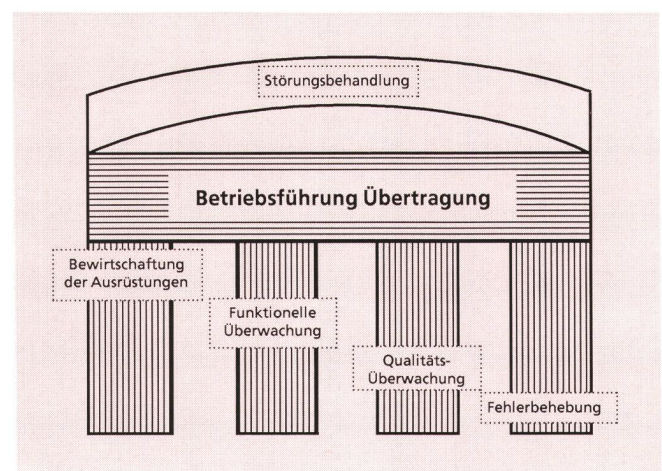 Störungsbehandlung
Betriebsführung Übertragung
Bewirtschaftung
der Ausrüstungen
Funktionelle
Überwachung
Qualitäts-
Überwachung
Fehlerbehebung